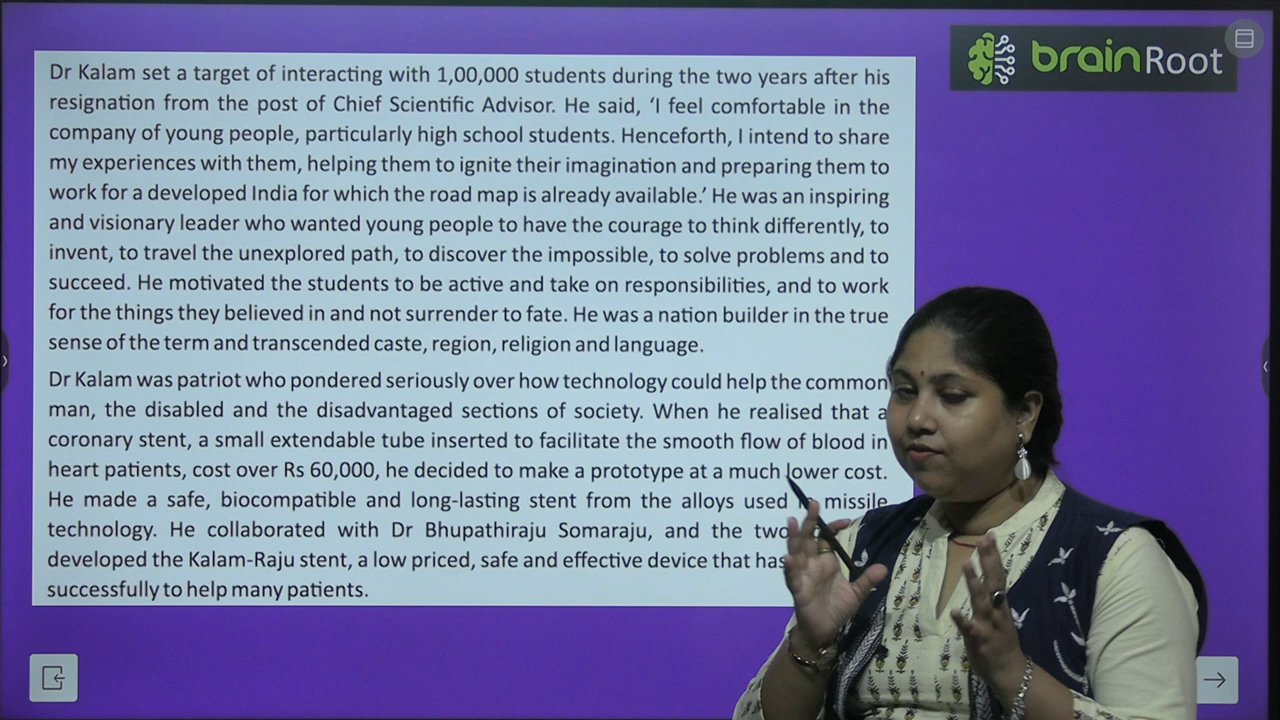 brainRoot
Dr Kalam set a target of interacting with 1,00,000 students during the two years after his
resignation from the post of Chief Scientific Advisor. He said, ‘I feel comfortable in the
company of young people, particularly high school students. Henceforth, I intend to share
my experiences with them, helping them to ignite their imagination and preparing them to
work for a developed India for which the road map is already available.’ He was an inspiring
and visionary leader who wanted young people to have the courage to think differently, to
invent, to travel the unexplored path, to discover the impossible, to solve problems and to
succeed. He motivated the students to be active and take on responsibilities, and to work
for the things they believed in and not surrender to fate. He was a nation builder in the true
sense of the term and transcended caste, region, religion and language.
Dr Kalam was patriot who pondered seriously over how technology could help the common
man, the disabled and the disadvantaged sections of society. When he realised that a
coronary stent, a small extendable tube inserted to facilitate the smooth flow of blood in
heart patients, cost over Rs 60,000, he decided to make a prototype at a much lower cost.
He made a safe, biocompatible and long-lasting stent from the alloys used missile
technology. He collaborated with Dr Bhupathiraju Somaraju, and the two
developed the Kalam-Raju stent, a low priced, safe and effective device that has
successfully to help many patients.